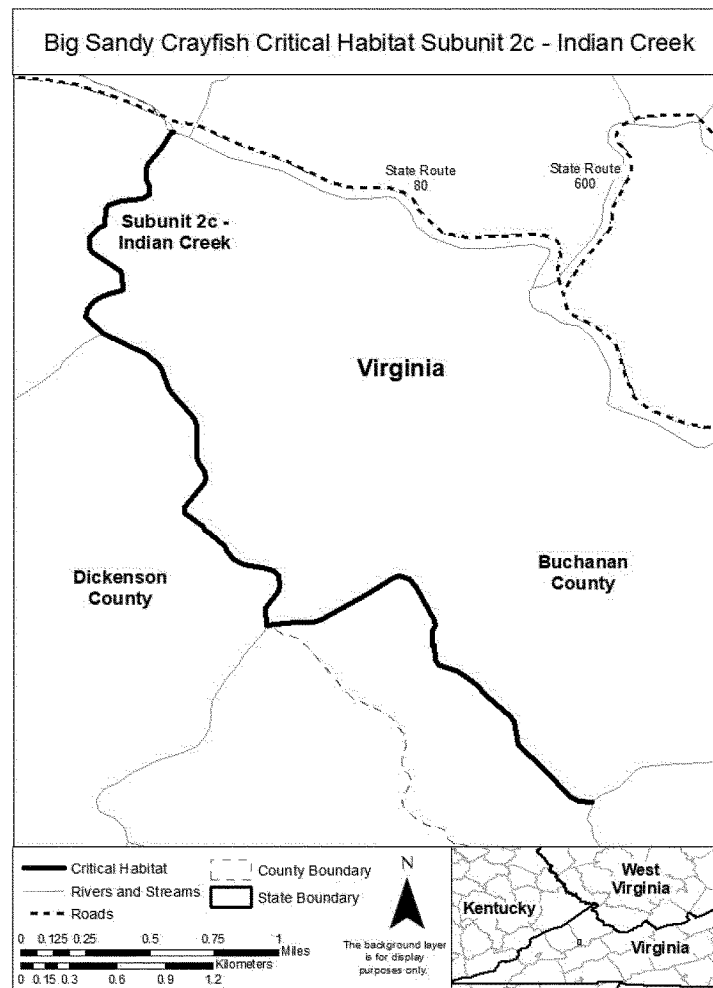 Big Sandy Crayfish Critical Habitat Subunit 2c - Indian Creek
State Route
80
State Route
600
Subunit 2c -
Indian Creek
Virginia
Dickenson
County
Buchanan
County
Critical Habitat
Rivers and Streams
Roads
County Boundary
State Boundary
N
The background layer
is for display
purposes only.
0 0.125 0.25 0.5 0.75 1
Miles
Kilometers
0 0.15 0.3 0.6 0.9 1.2
West
Virginia
Kentucky
Virginia